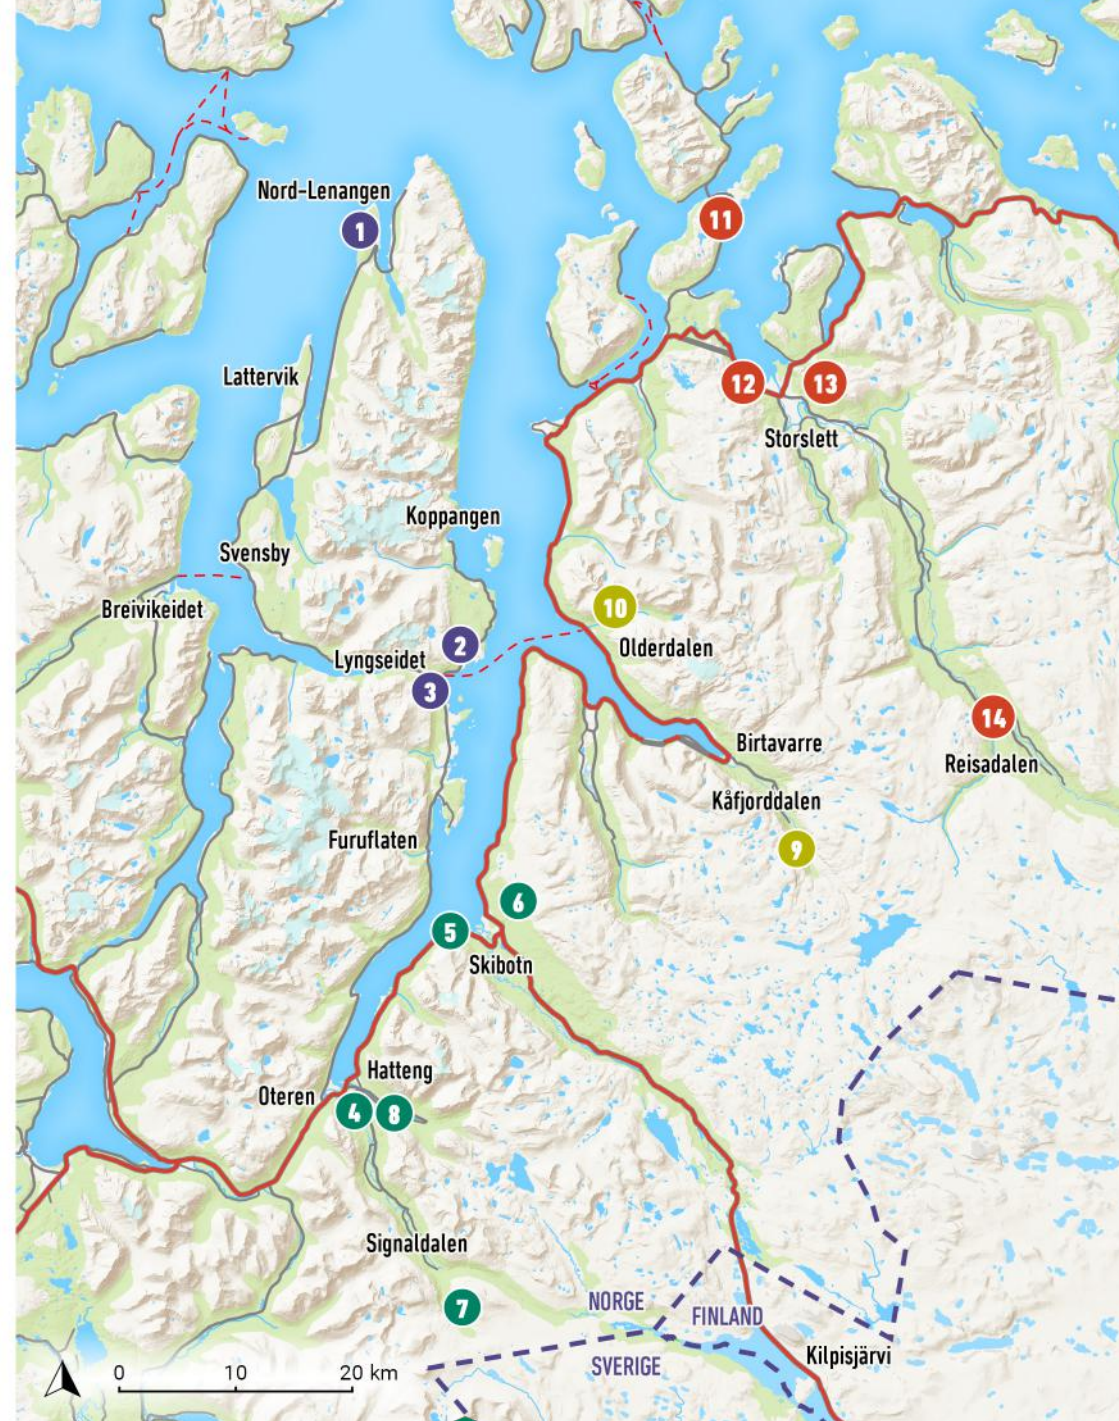 Nord-Lenangen
1
11
Lattervik
12
13
Storslett
Koppangen
Svensby
Breivikeidet
10
2
Olderdalen
Lyngseidet
3
14
Birtavarre
Reisadalen
Kåfjorddalen
Furuflaten
9
6
5
Skibotn
Hatteng
Oteren
4
8
Signaldalen
7
NORGE
FINLAND
Kilpisjärvi
SVERIGE
0 10 20 km